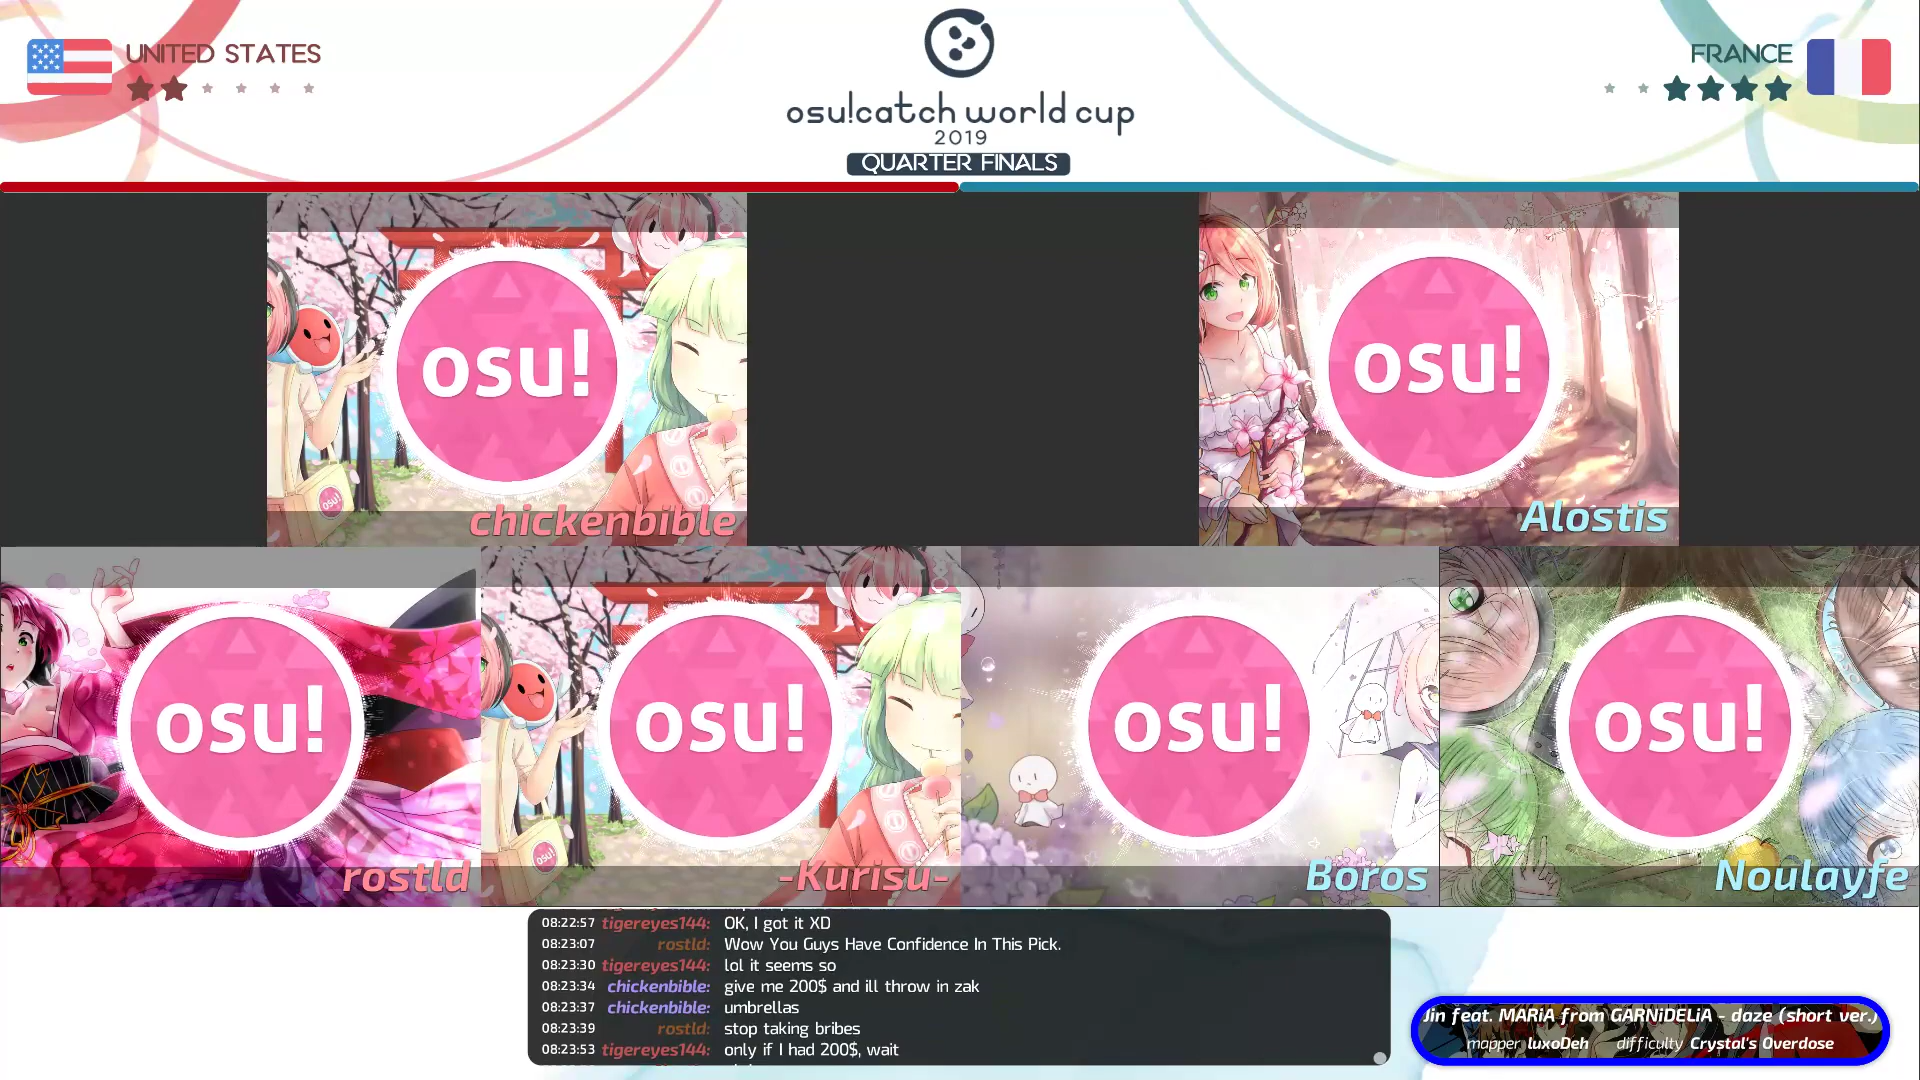 UNITED STATES
FRANCE
osu!catch world cup
2019
QUARTER FINALS
osu!
osu!
chickenbible
osu!
Alostis
osu!
rostld
osu!
osu!
-Kurisu-
osu!
Boros
osu!
Noulayfe
08:22:57 tigereyes144: OK, I got it XD
08:23:07 rostld: Wow You Guys Have Confidence In This Pick.
08:23:30 tigereyes144: lol it seems so
08:23:34 chickenbible: give me 200$ and ill throw in zak
08:23:37 chickenbible: umbrellas
08:23:39 rostld: stop taking bribes
08:23:53 tigereyes144: only if I had 200$, wait
Jin feat. MARiA from GARNiDELiA - daze (short ver.)
mapper luxoDeh difficulty Crystal's Overdose